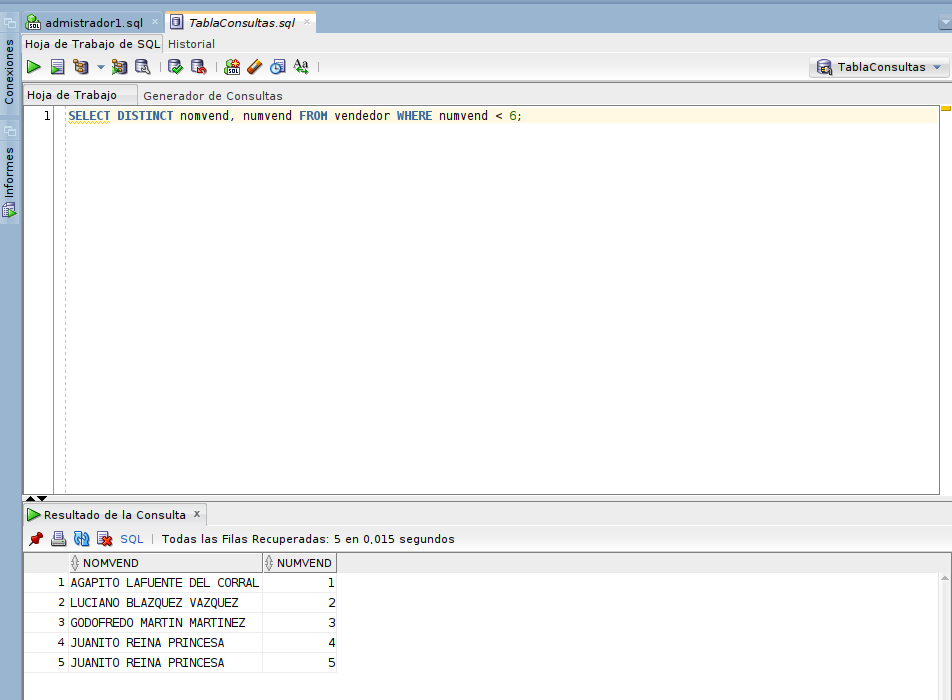 admistrador1.sql TablaConsultas.sql
Conexiones
Informes
Hoja de Trabajo de SQL Historial
TablaConsultas
Hoja de Trabajo Generador de Consultas
1 SELECT DISTINCT nomvend, numvend FROM vendedor WHERE numvend < 6;
Resultado de la Consulta x
SQL | Todas las Filas Recuperadas: 5 en 0,015 segundos
NOMVEND NUMVEND
1 AGAPITO LAFUENTE DEL CORRAL 1
2 LUCIANO BLAZQUEZ VAZQUEZ 2
3 GODOFREDO MARTIN MARTINEZ 3
4 JUANITO REINA PRINCESA 4
5 JUANITO REINA PRINCESA 5